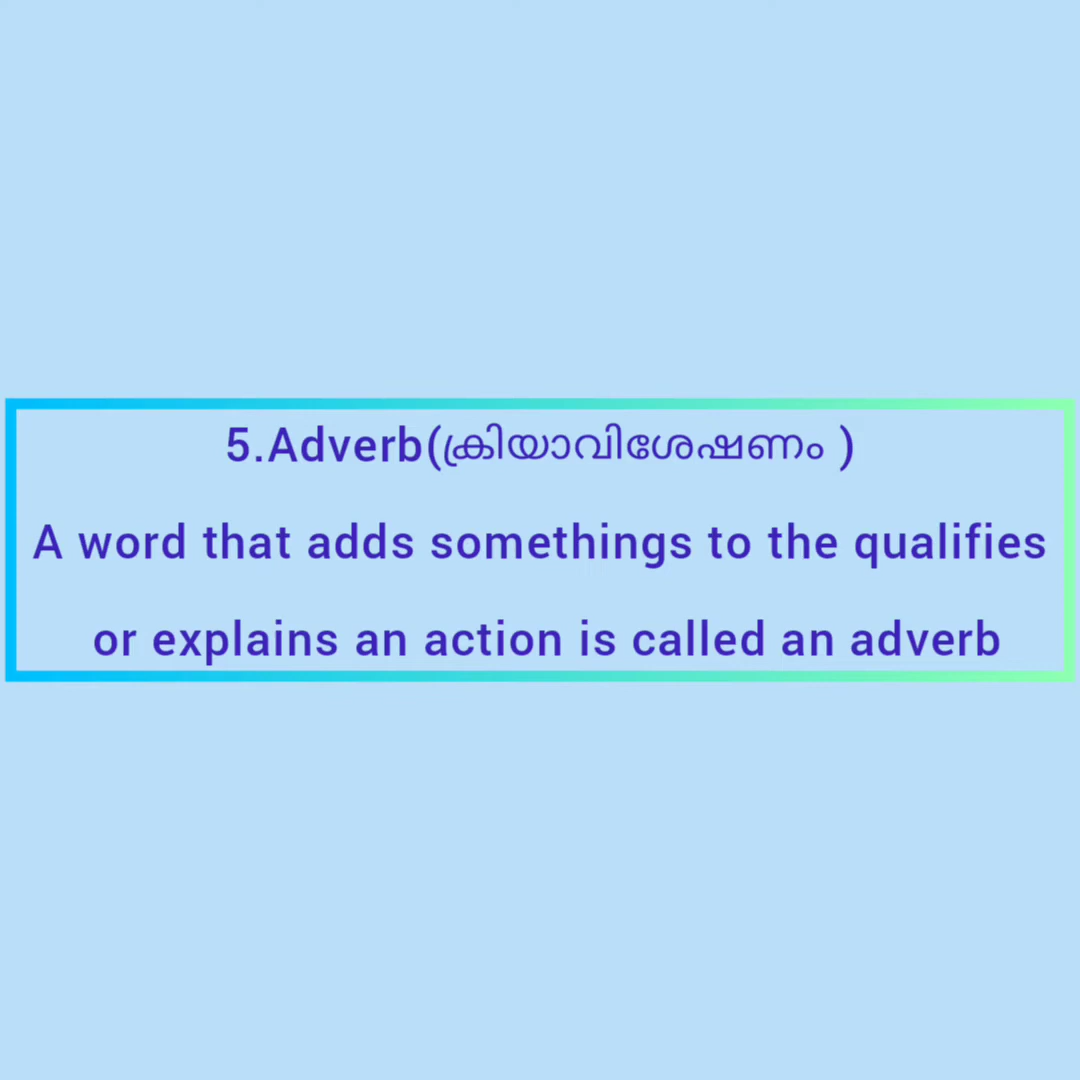 5.Adverb(ക്രിയാവിശേഷണം )
A word that adds somethings to the qualifies
or explains an action is called an adverb